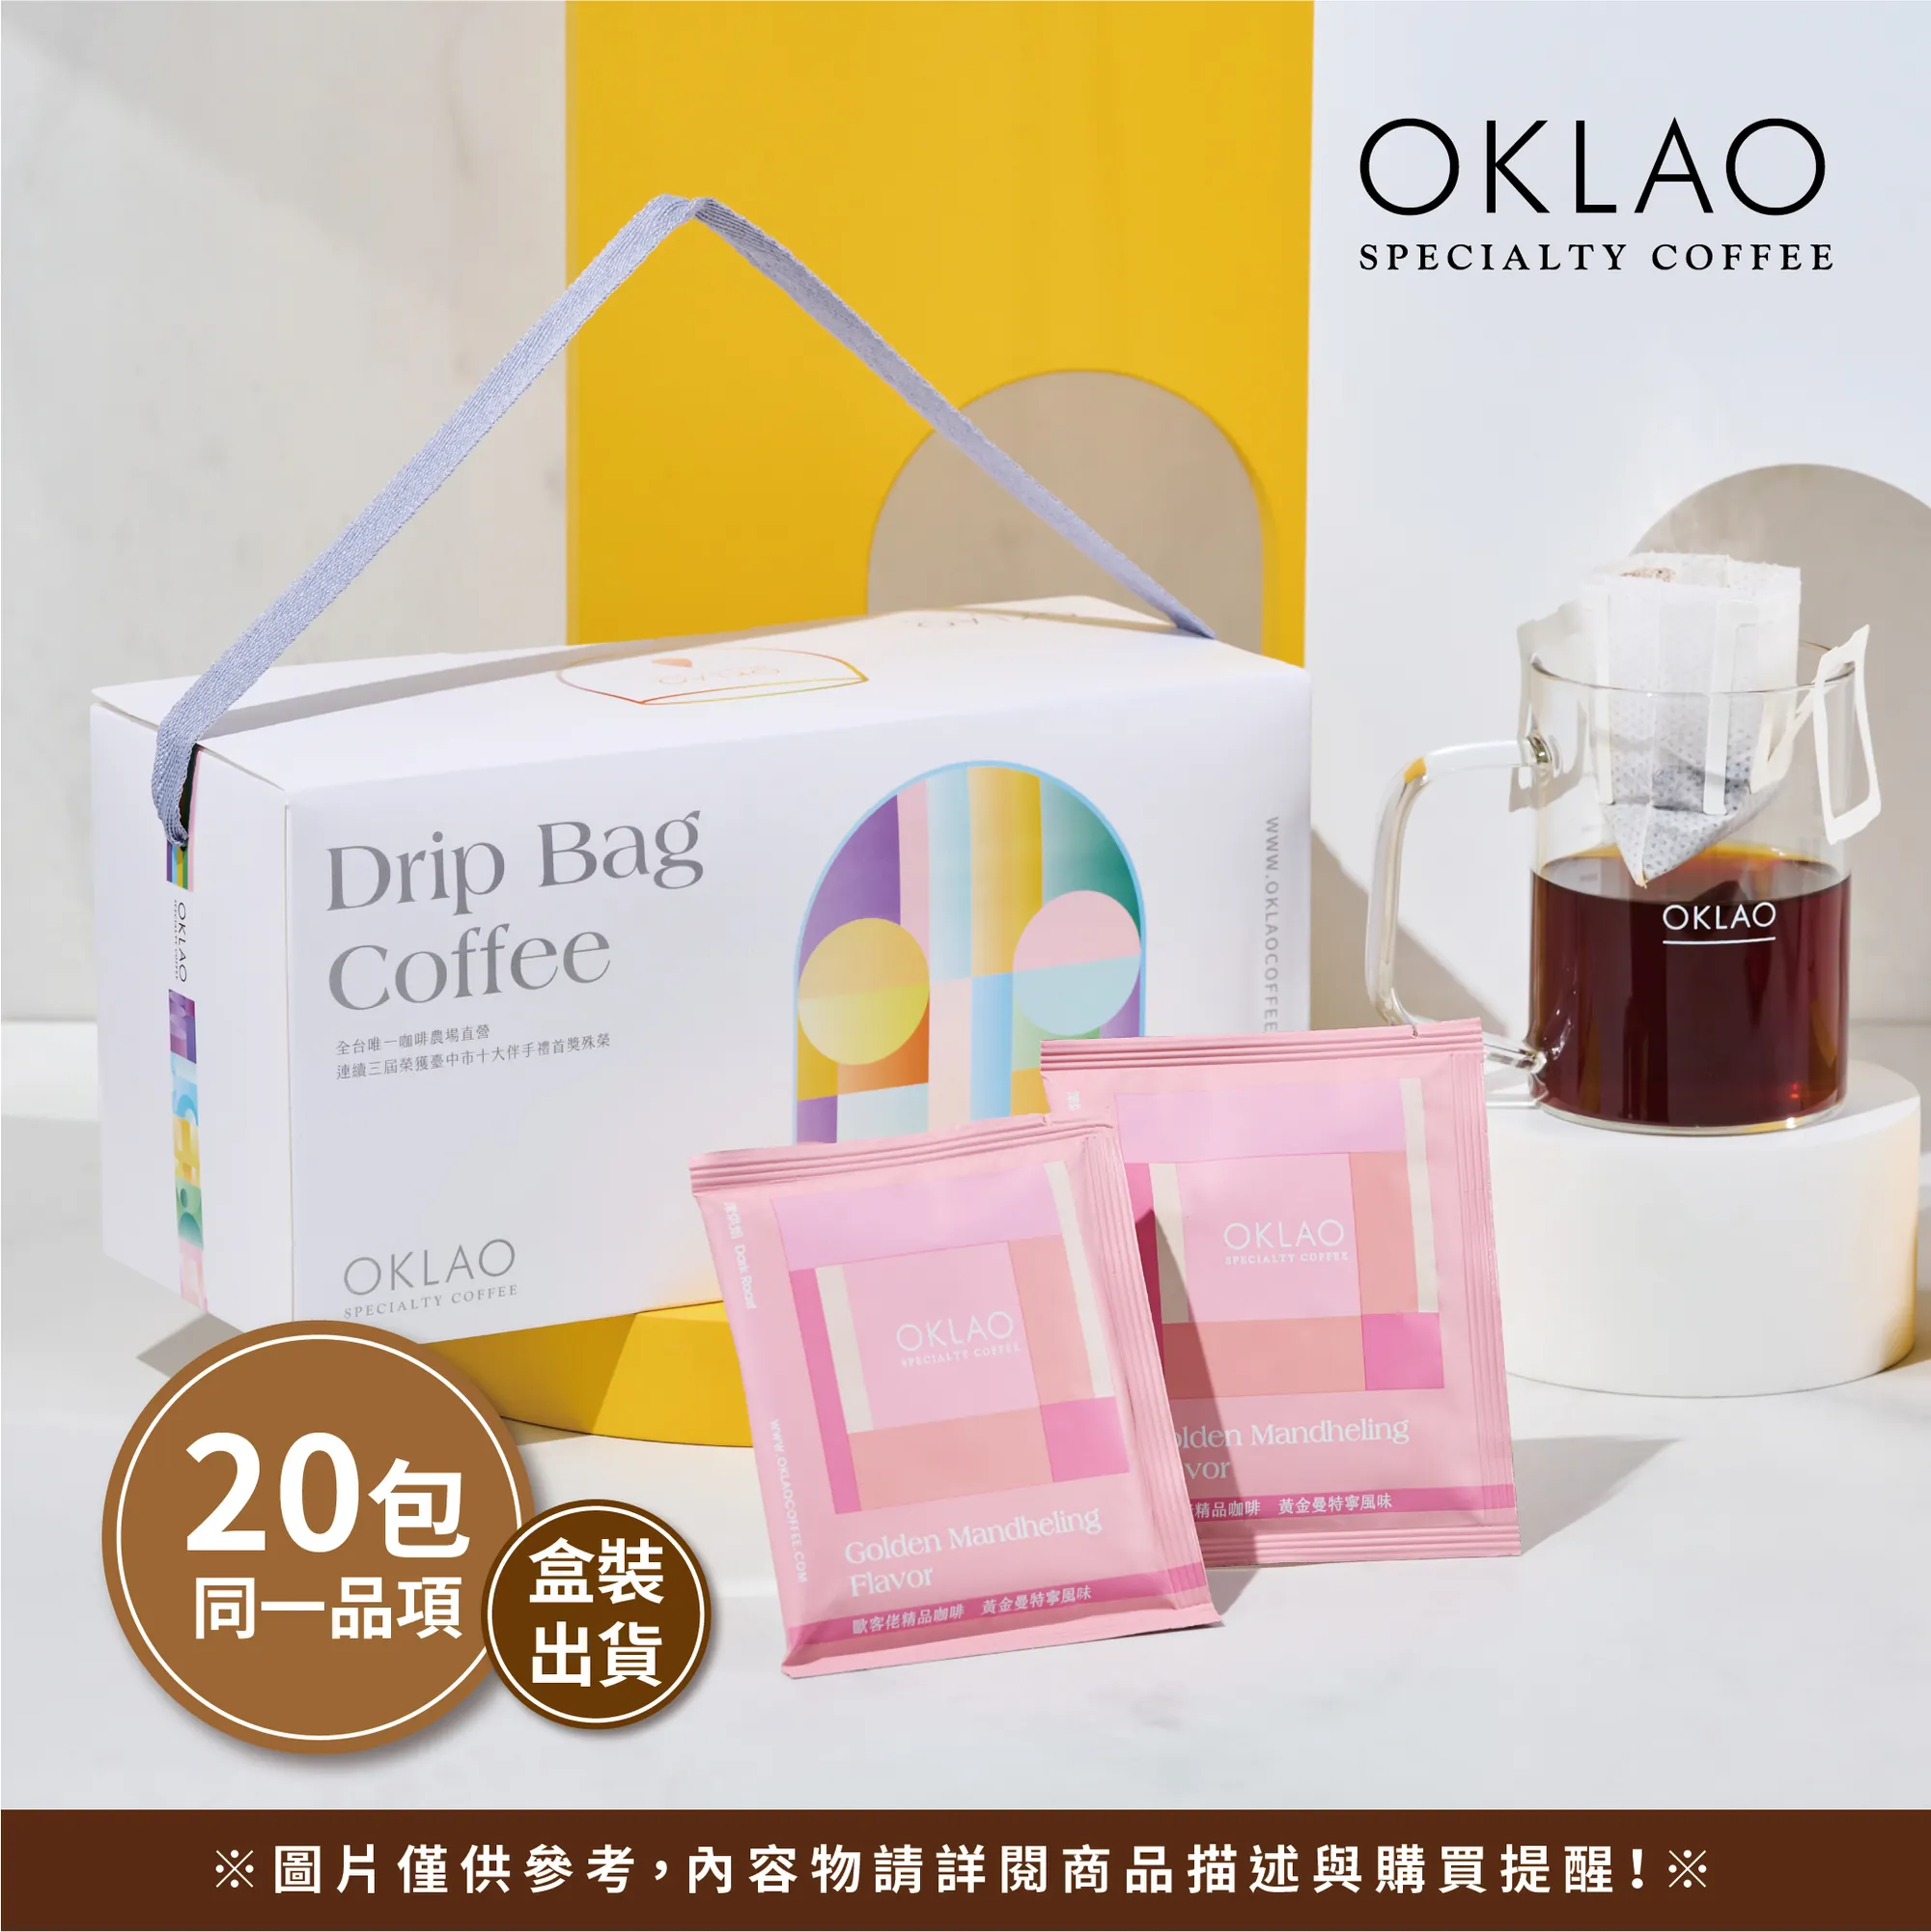 OKLAO
SPECIALTY COFFEE
Drip Bag
Coffee
全台唯一咖啡農場直營
連續三屆榮獲臺中市十大伴手禮首獎殊榮
OKLAO
SPECIALTY COFFEE
OKLAO
WWW.OKLAOCOFFEE
OKLAO
OKLAO
SPECIALTY COFFEE
Golden Mandheling
Flavor
歐客佬精品咖啡 黃金曼特寧風味
Dark Roast
WWW.OKLAOCOFFEE.COM
OKLAO
SPECIALTY COFFEE
lden Mandheling
vor
精品咖啡 黃金曼特寧風味
20包
同一品項
盒裝
出貨
※圖片僅供參考,內容物請詳閱商品描述與購買提醒!※